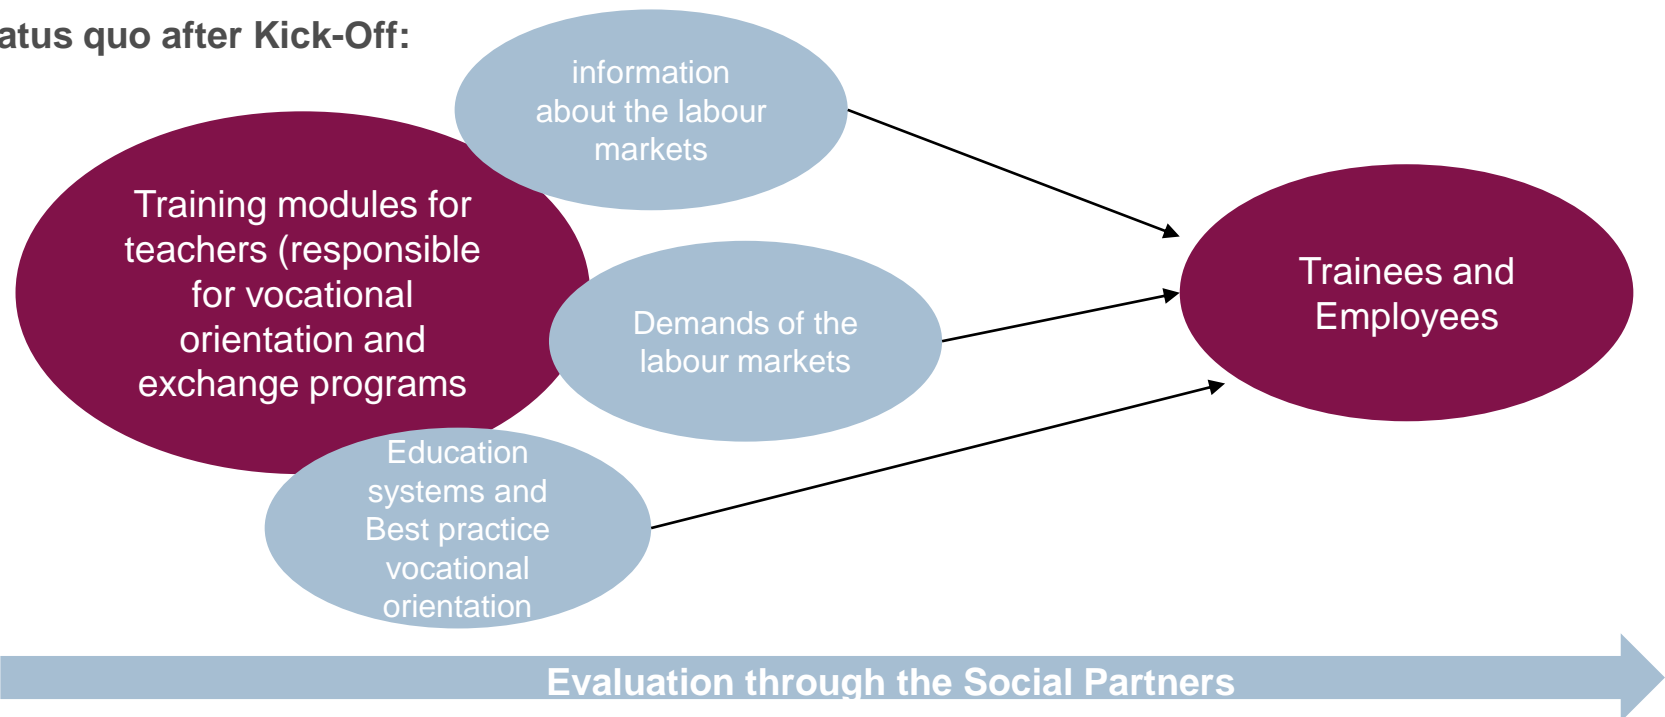 atus quo after Kick-Off:
information
about the labour
markets
Training modules for
teachers (responsible
for vocational
orientation and
exchange programs
Demands of the
labour markets
Trainees and
Employees
Education
systems and
Best practice
vocational
orientation
Evaluation through the Social Partners